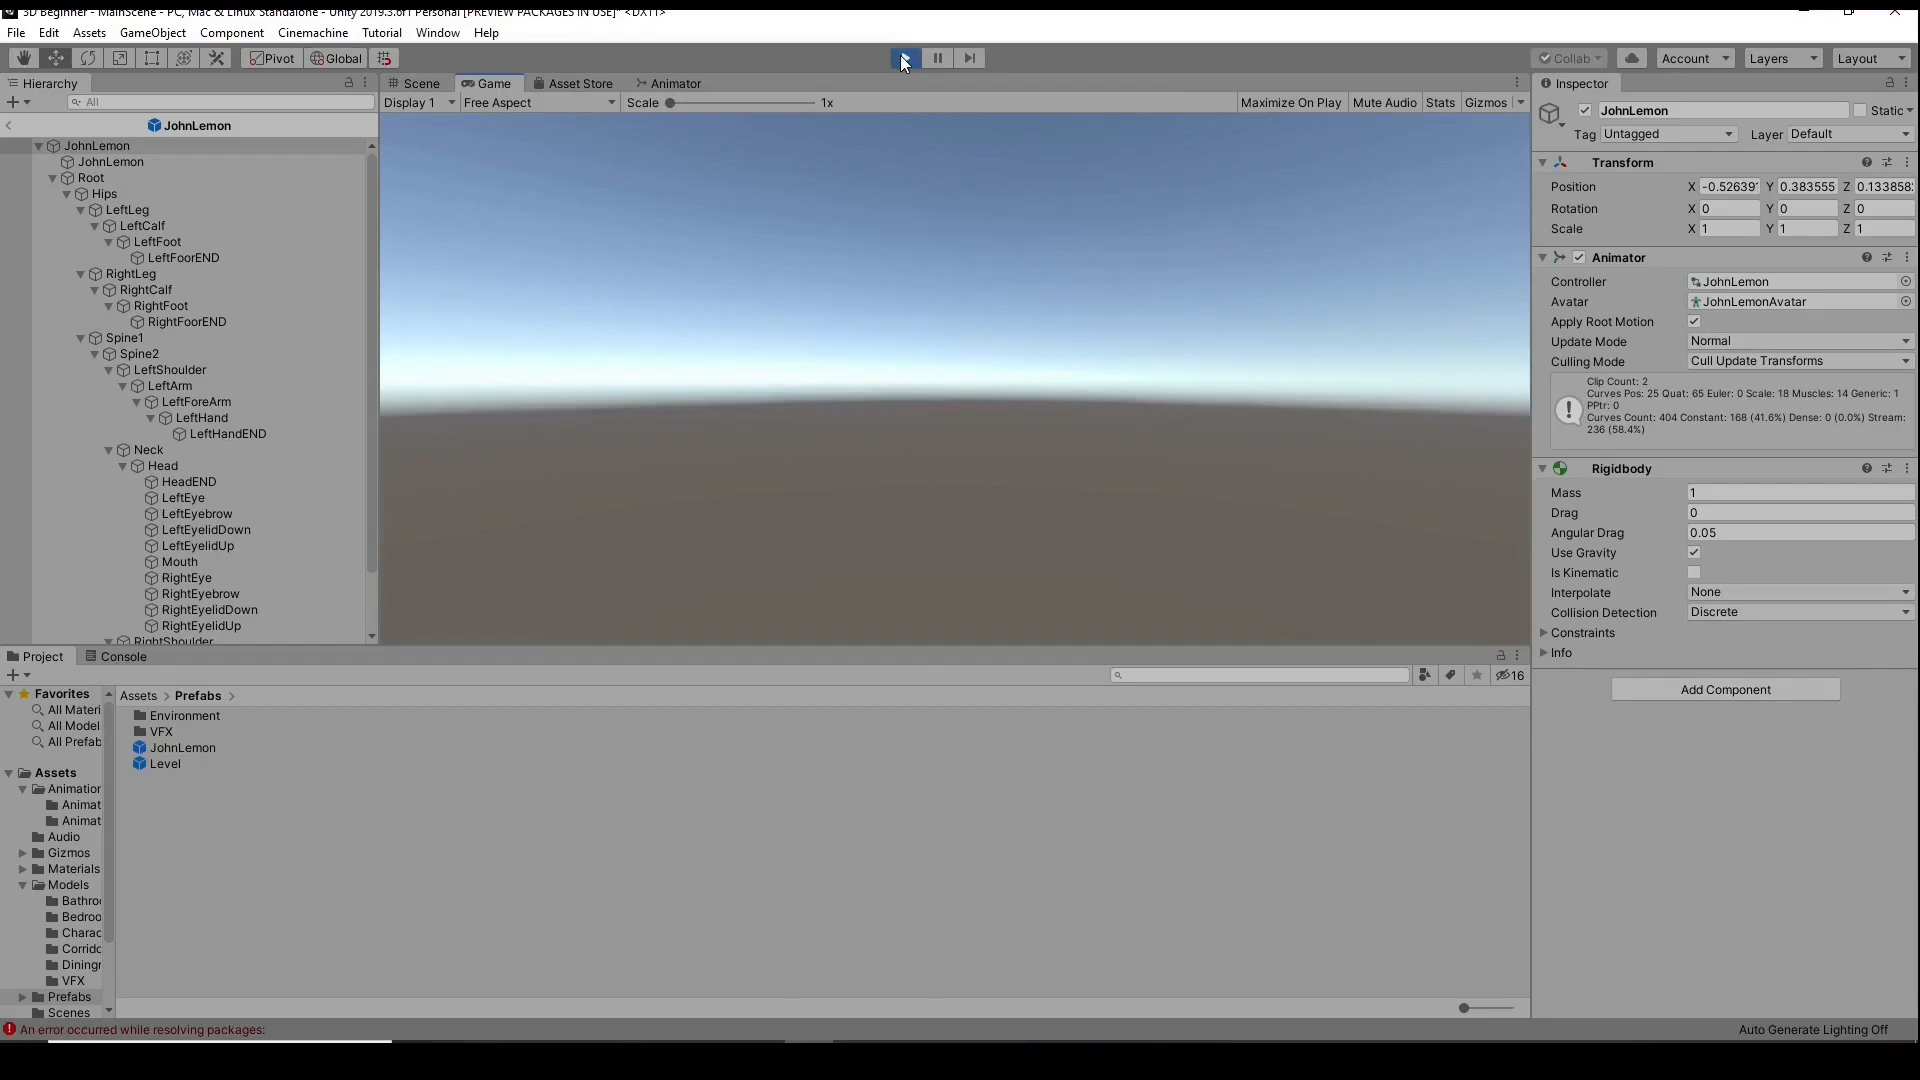 3D Beginner - MainScene - PC, Mac & Linux Standalone - Unity 2019.3.6f1 Personal [PREVIEW PACKAGES IN USE]* <DX11>
File Edit Assets GameObject Component Cinemachine Tutorial Window Help
Pivot Global Collab Account Layers Layout
Hierarchy
All
JohnLemon
JohnLemon
JohnLemon
Root
Hips
LeftLeg
LeftCalf
LeftFoot
LeftFoorEND
RightLeg
RightCalf
RightFoot
RightFoorEND
Spine1
Spine2
LeftShoulder
LeftArm
LeftForeArm
LeftHand
LeftHandEND
Neck
Head
HeadEND
LeftEye
LeftEyebrow
LeftEyelidDown
LeftEyelidUp
Mouth
RightEye
RightEyebrow
RightEyelidDown
RightEyelidUp
RightShoulder
Scene Game Asset Store Animator
Display 1 Free Aspect Scale 1x Maximize On Play Mute Audio Stats Gizmos
Inspector
JohnLemon Static
Tag Untagged Layer Default
Transform
Position X -0.52639 Y 0.383555 Z 0.133858
Rotation X 0 Y 0 Z 0
Scale X 1 Y 1 Z 1
Animator
Controller JohnLemon
Avatar JohnLemonAvatar
Apply Root Motion
Update Mode Normal
Culling Mode Cull Update Transforms
Clip Count: 2
Curves Pos: 25 Quat: 65 Euler: 0 Scale: 18 Muscles: 14 Generic: 1
PPtr: 0
Curves Count: 404 Constant: 168 (41.6%) Dense: 0 (0.0%) Stream:
236 (58.4%)
Rigidbody
Mass 1
Drag 0
Angular Drag 0.05
Use Gravity
Is Kinematic
Interpolate None
Collision Detection Discrete
Constraints
Info
Add Component
Project Console
16
Favorites
All Materi
All Model
All Prefab
Assets
Animation
Animat
Animat
Audio
Gizmos
Materials
Models
Bathro
Bedroo
Charac
Corrido
Diningr
VFX
Prefabs
Scenes
Assets > Prefabs >
Environment
VFX
JohnLemon
Level
An error occurred while resolving packages:
Auto Generate Lighting Off